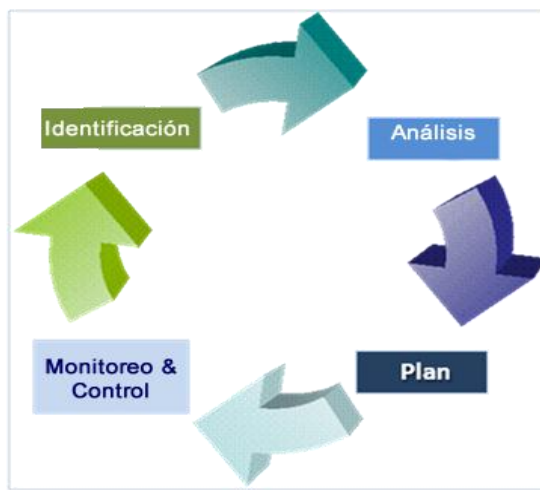 Identificación
Análisis
Plan
Monitoreo &
Control